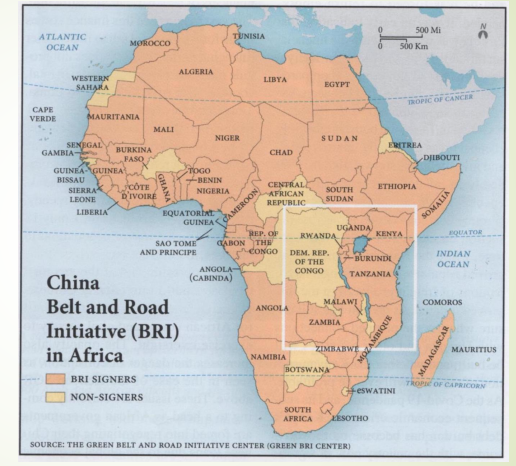 ATLANTIC
OCEAN
TUNISIA
MOROCCO
0 500 Mi
0 500 Km
N
ALGERIA
LIBYA
EGYPT
WESTERN
SAHARA
TROPIC OF CANCER
CAPE
VERDE
MAURITANIA
MALI
NIGER
CHAD
SUDAN
ERITREA
DJIBOUTI
SENEGAL
GAMBIA
GUINEA-
BISSAU
GUINEA
SIERRA
LEONE
LIBERIA
BURKINA
FASO
CÔTE
D'IVOIRE
GHANA
TOGO
BENIN
NIGERIA
CAMEROON
CENTRAL
AFRICAN
REPUBLIC
SOUTH
SUDAN
ETHIOPIA
SOMALIA
EQUATORIAL
GUINEA
SAO TOME
AND PRINCIPE
GABON
REP. OF
THE
CONGO
DEM. REP.
OF THE
CONGO
RWANDA
UGANDA
KENYA
EQUATOR
BURUNDI
TANZANIA
INDIAN
OCEAN
ANGOLA
(CABINDA)
China
Belt and Road
Initiative (BRI)
in Africa
ANGOLA
ZAMBIA
MALAWI
COMOROS
MOZAMBIQUE
ZIMBABWE
MADAGASCAR
MAURITIUS
NAMIBIA
BOTSWANA
TROPIC OF CAPRICORN
eSWATINI
SOUTH
AFRICA
LESOTHO
BRI SIGNERS
NON-SIGNERS
SOURCE: THE GREEN BELT AND ROAD INITIATIVE CENTER (GREEN BRI CENTER)